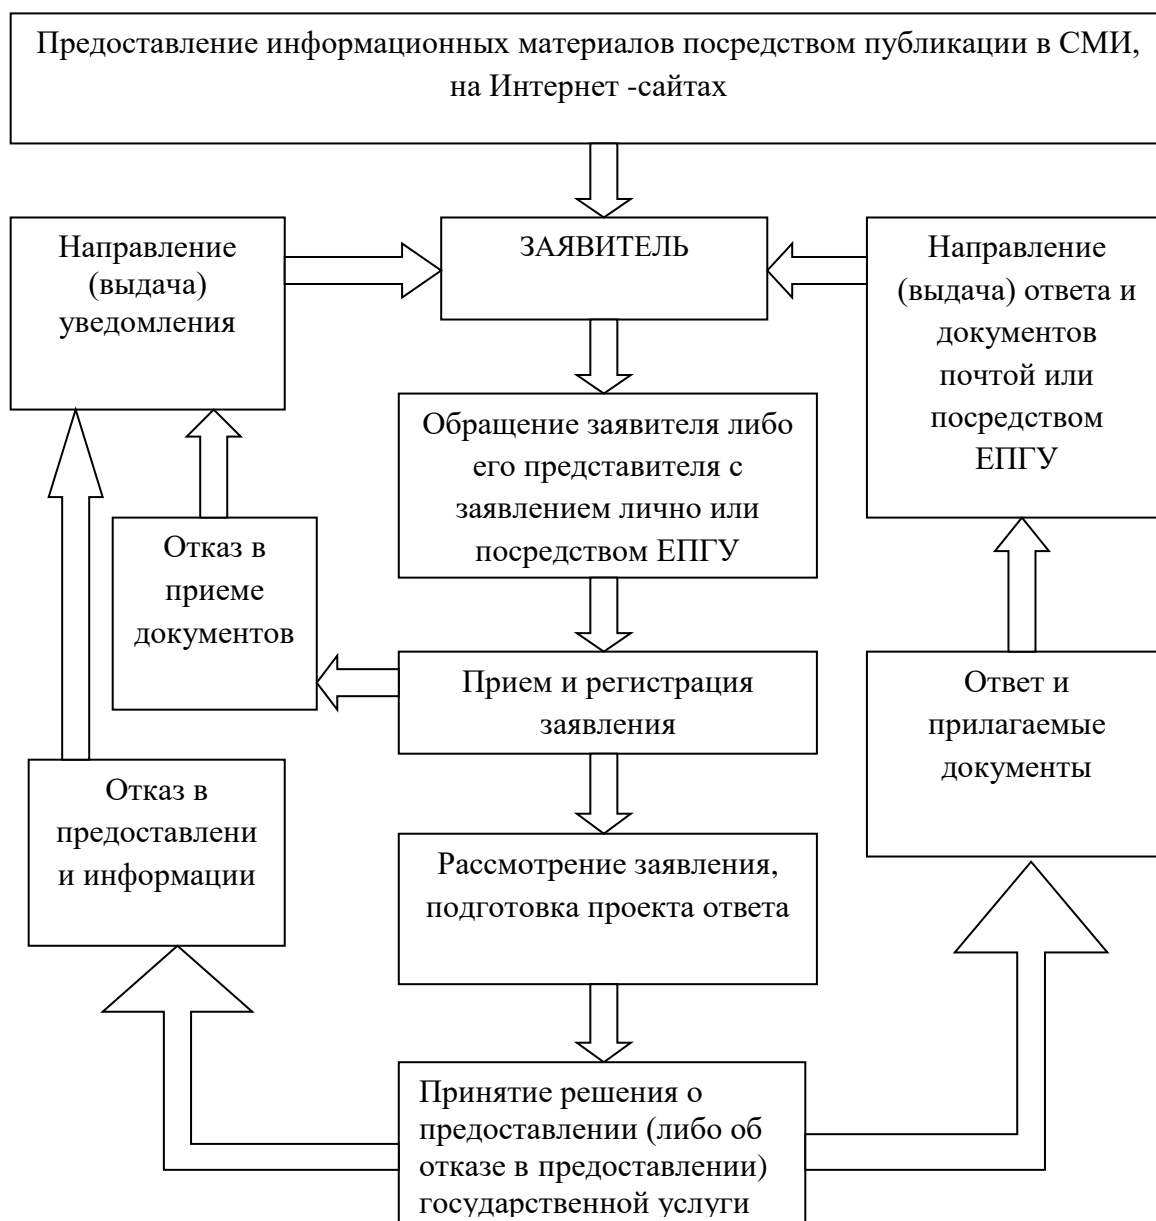 Предоставление информационных материалов посредством публикации в СМИ,
на Интернет -сайтах
Направление
(выдача)
уведомления
ЗАЯВИТЕЛЬ
Направление
(выдача) ответа и
документов
почтой или
посредством
ЕПГУ
Обращение заявителя либо
его представителя с
заявлением лично или
посредством ЕПГУ
Отказ в
приеме
документов
Прием и регистрация
заявления
Ответ и
прилагаемые
документы
Отказ в
предоставлени
и информации
Рассмотрение заявления,
подготовка проекта ответа
Принятие решения о
предоставлении (либо об
отказе в предоставлении)
государственной услуги